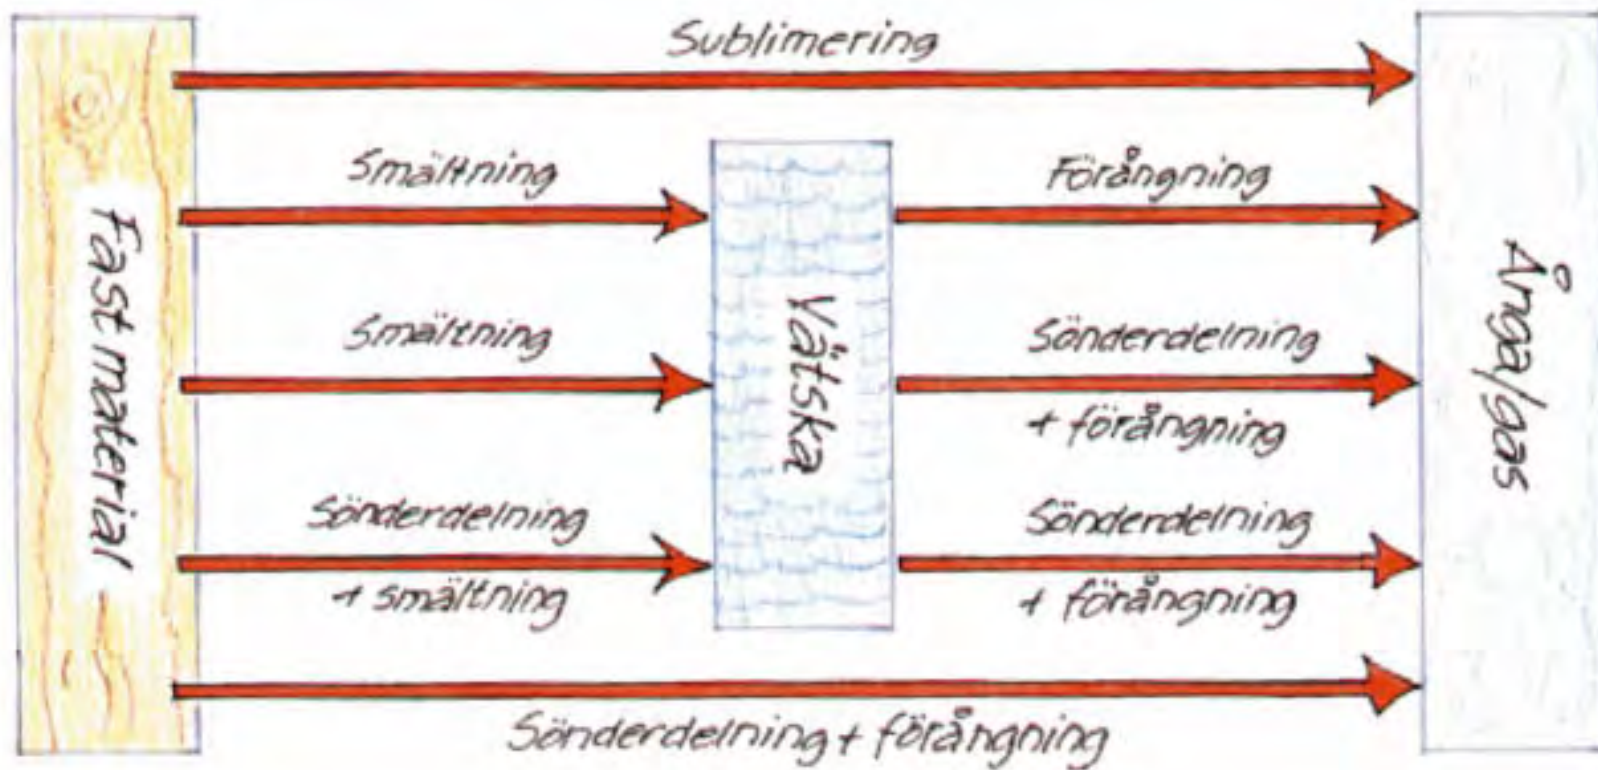 Sublimering
Smältning
Förångning
Fast material
Vätska
Ånga/gas
Smältning
Sönderdelning
+ förångning
Sönderdelning
+ smältning
Sönderdelning
+ förångning
Sönderdelning + förångning